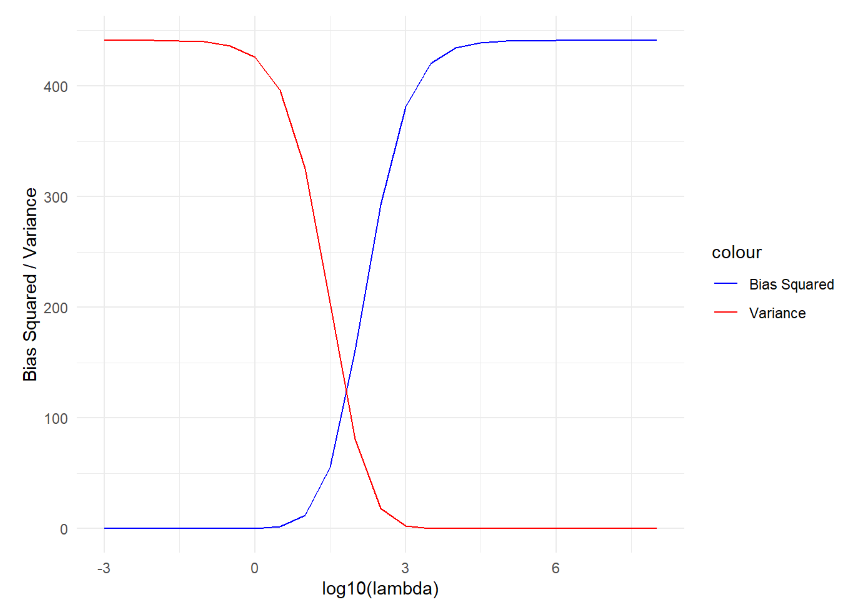 400
300
200
100
0
-3
0
3
6
log10(lambda)
Bias Squared / Variance
colour
Bias Squared
Variance